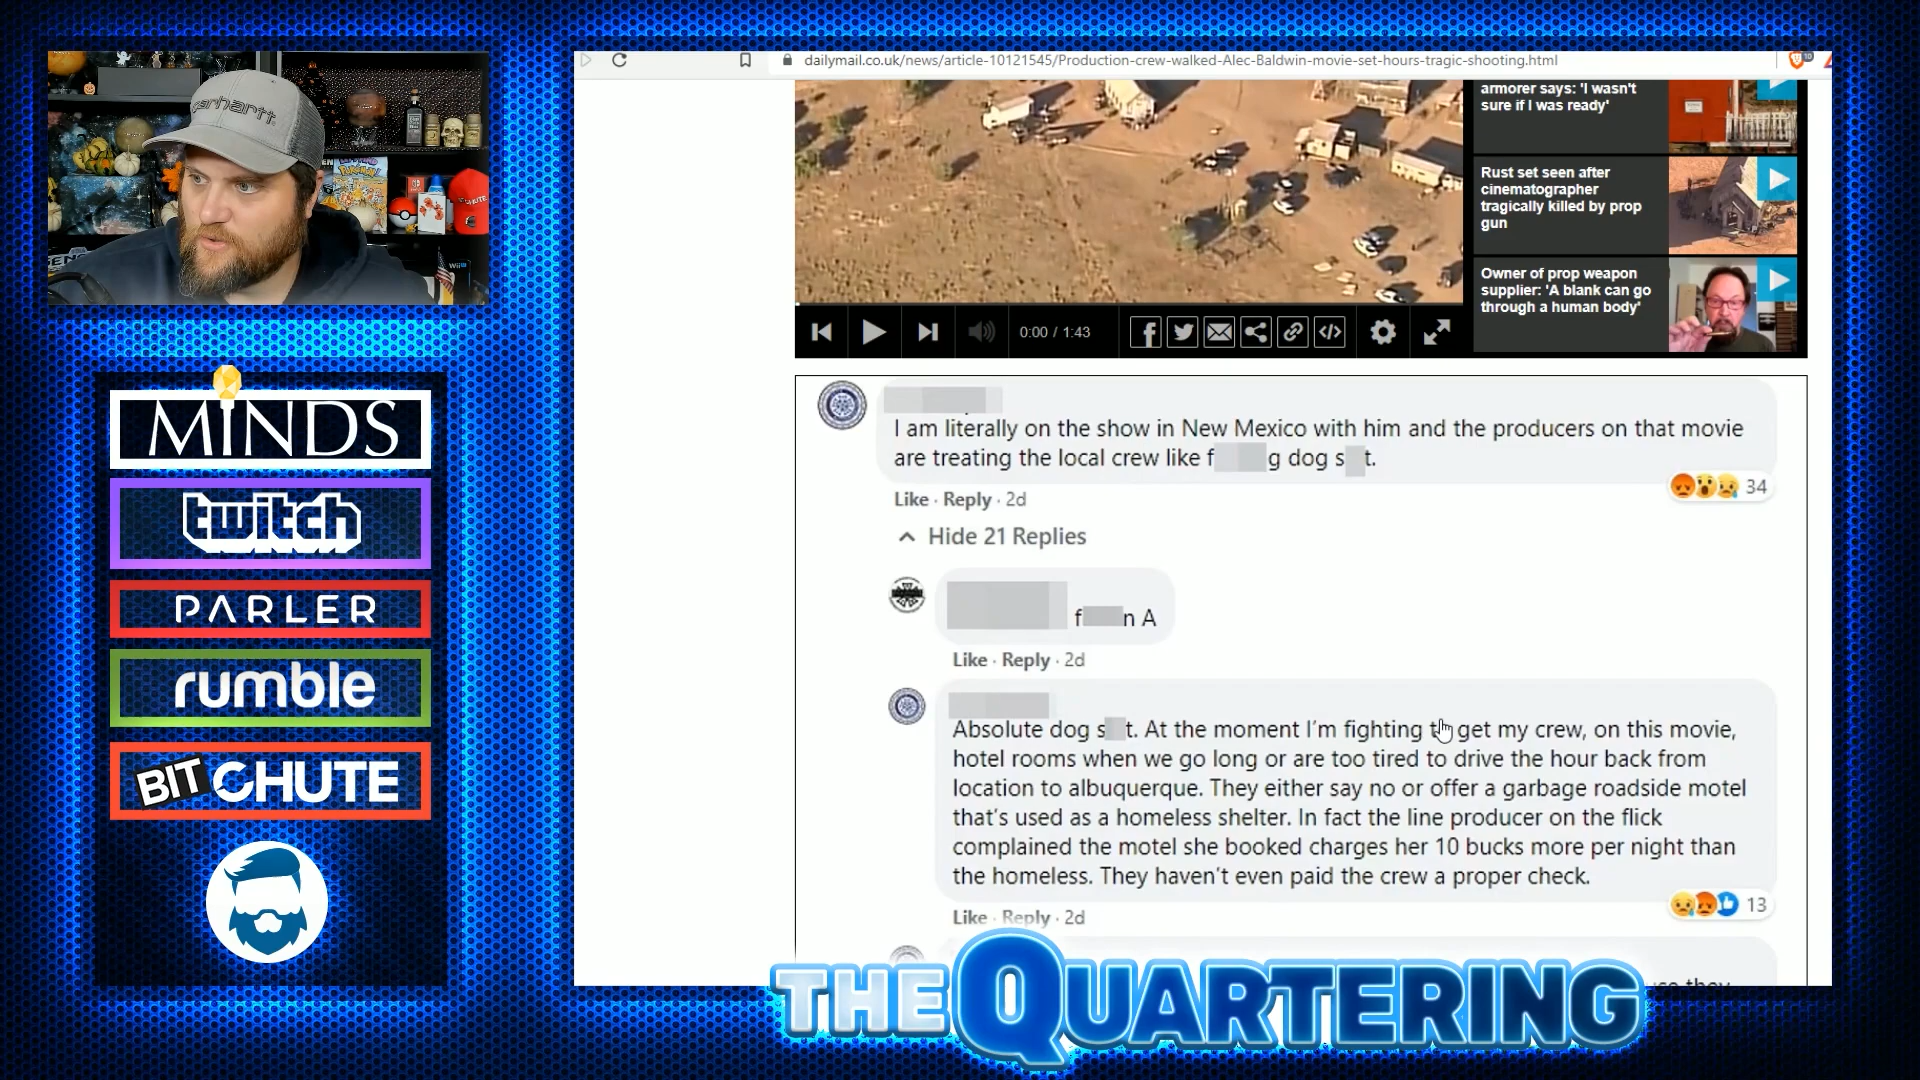 carhartt
CHUTE
Wii U
MINDS
twitch
PARLER
rumble
BIT CHUTE
dailymail.co.uk/news/article-10121545/Production-crew-walked-Alec-Baldwin-movie-set-hours-tragic-shooting.html
armorer says: 'I wasn't
sure if I was ready'
Rust set seen after
cinematographer
tragically killed by prop
gun
Owner of prop weapon
supplier: 'A blank can go
through a human body'
0:00 / 1:43
I am literally on the show in New Mexico with him and the producers on that movie
are treating the local crew like f g dog s t.
34
Like · Reply · 2d
Hide 21 Replies
f n A
Like · Reply · 2d
Absolute dog s t. At the moment I'm fighting to get my crew, on this movie,
hotel rooms when we go long or are too tired to drive the hour back from
location to albuquerque. They either say no or offer a garbage roadside motel
that's used as a homeless shelter. In fact the line producer on the flick
complained the motel she booked charges her 10 bucks more per night than
the homeless. They haven't even paid the crew a proper check.
13
Like · Reply · 2d
they
THE QUARTERING